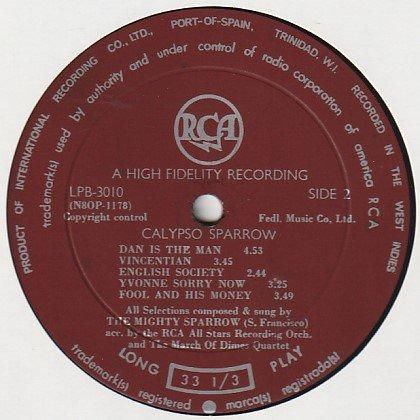 PRODUCT OF INTERNATIONAL RECORDING CO., LTD., PORT-OF-SPAIN, TRINIDAD, W.I. RECORDED IN THE WEST INDIES
trademark(s) used by authority and under control of radio corporation of america RCA
RCA
A HIGH FIDELITY RECORDING
LPB-3010
SIDE 2
(N8OP-1178)
Copyright control
Fedl. Music Co., Ltd.
CALYPSO SPARROW
DAN IS THE MAN 4.53
VINCENTIAN 3.45
ENGLISH SOCIETY 2.44
YVONNE SORRY NOW 3.25
FOOL AND HIS MONEY 3.49
All Selections composed & sung by
THE MIGHTY SPARROW (S. Francisco)
acc. by the RCA All Stars Recording Orch.
and The March Of Dimes Quartet
LONG 33 1/3 PLAY
trademark(s) registered marca(s) registrada(s)